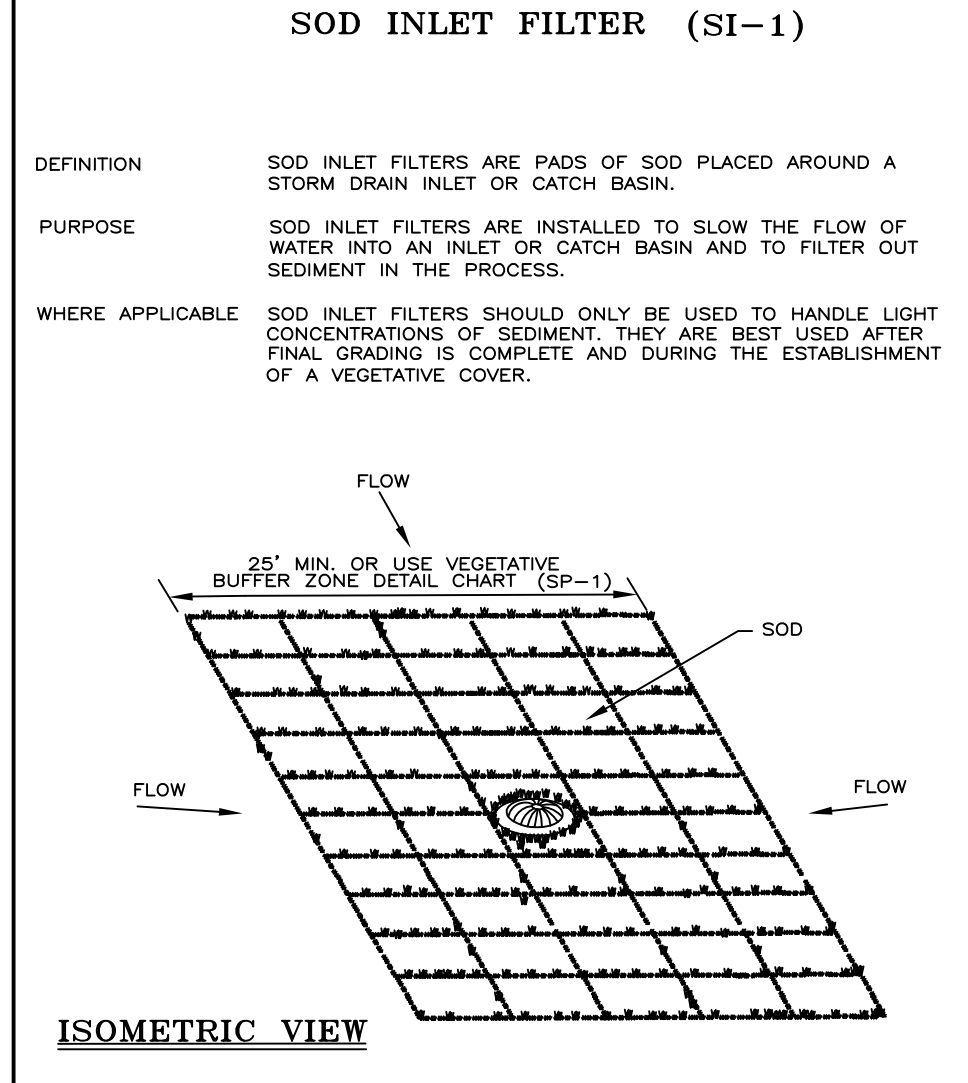 SOD INLET FILTER (SI-1)
DEFINITION SOD INLET FILTERS ARE PADS OF SOD PLACED AROUND A
STORM DRAIN INLET OR CATCH BASIN.
PURPOSE SOD INLET FILTERS ARE INSTALLED TO SLOW THE FLOW OF
WATER INTO AN INLET OR CATCH BASIN AND TO FILTER OUT
SEDIMENT IN THE PROCESS.
WHERE APPLICABLE SOD INLET FILTERS SHOULD ONLY BE USED TO HANDLE LIGHT
CONCENTRATIONS OF SEDIMENT. THEY ARE BEST USED AFTER
FINAL GRADING IS COMPLETE AND DURING THE ESTABLISHMENT
OF A VEGETATIVE COVER.
FLOW
25' MIN. OR USE VEGETATIVE
BUFFER ZONE DETAIL CHART (SP-1)
SOD
FLOW
FLOW
ISOMETRIC VIEW